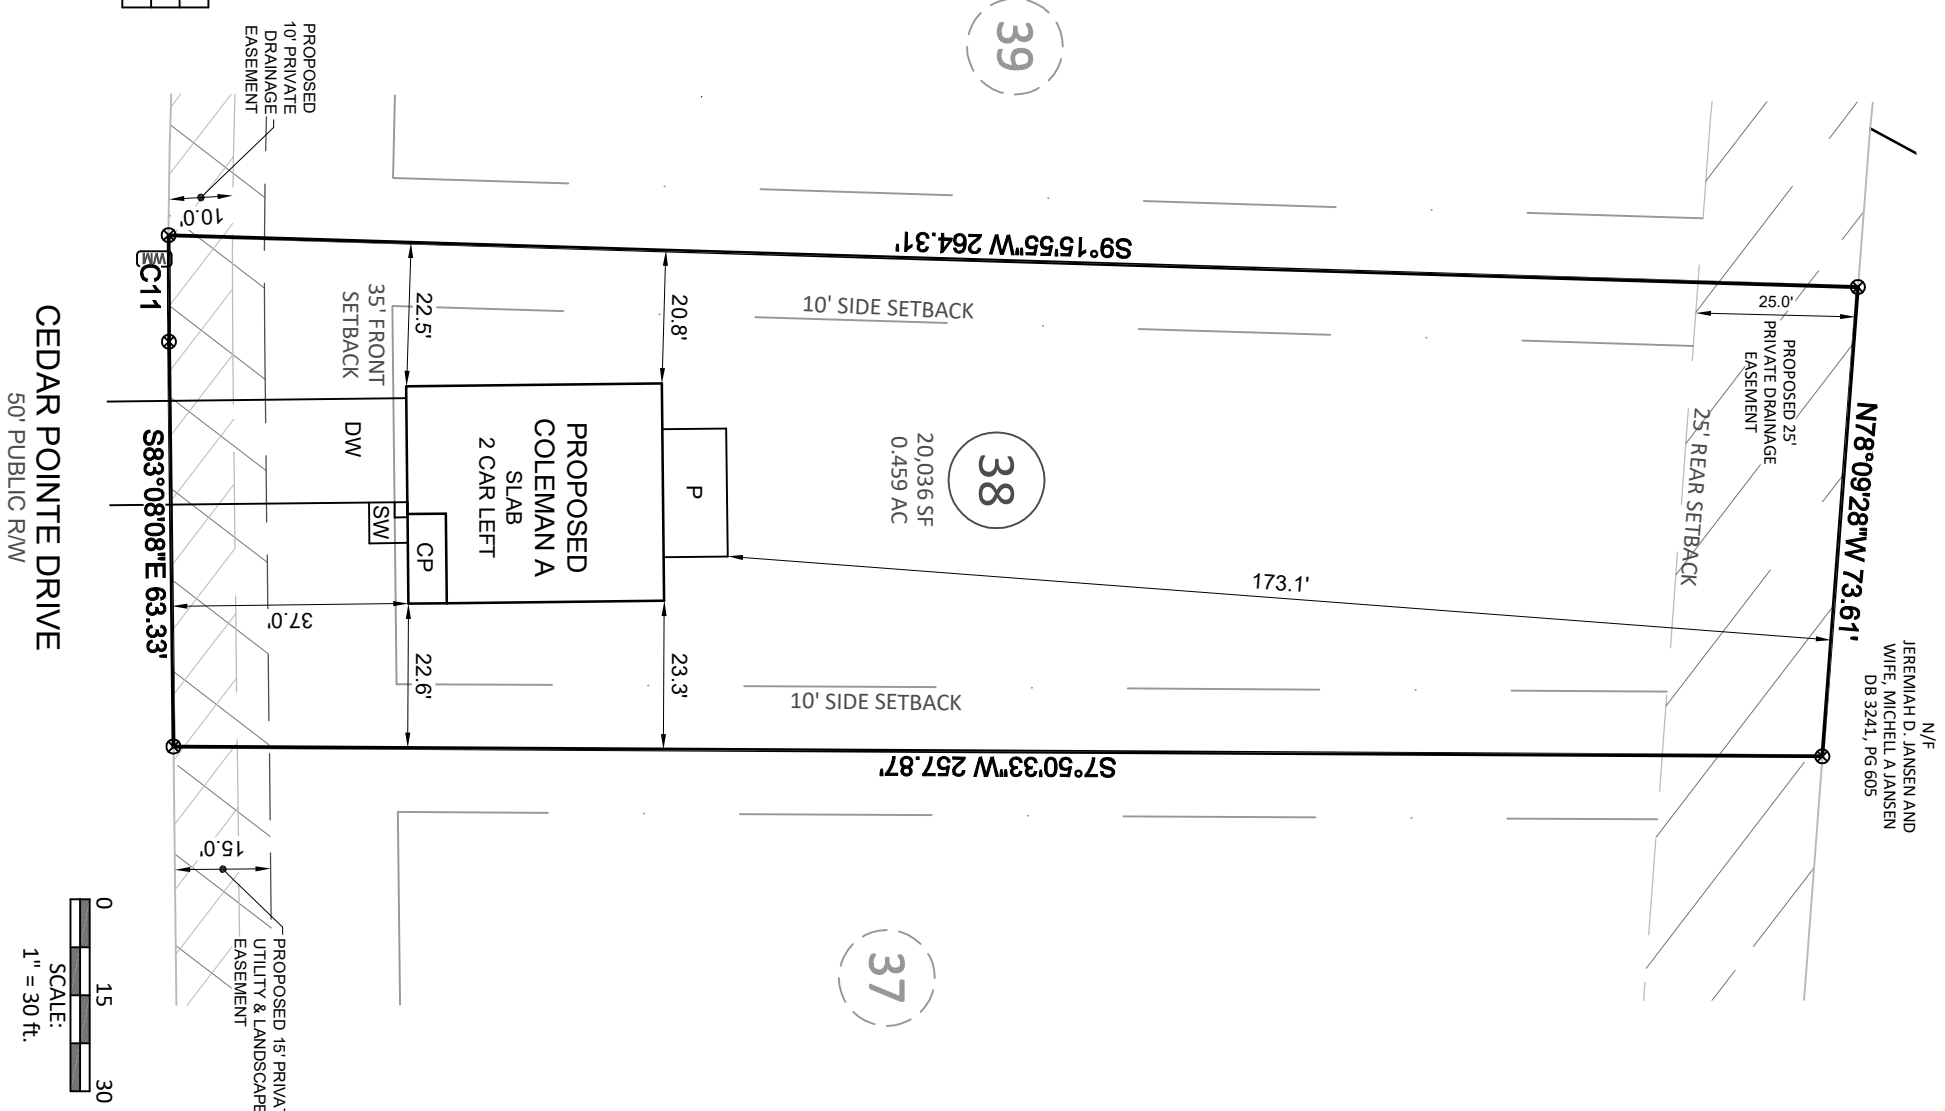 PROPOSED
10' PRIVATE
DRAINAGE
EASEMENT
39
10.0'
S9°15'55"W 264.31'
WM
C11
25.0'
PROPOSED 25'
PRIVATE DRAINAGE
EASEMENT
35' FRONT
SETBACK
22.5'
20.8'
10' SIDE SETBACK
CEDAR POINTE DRIVE
50' PUBLIC R/W
S83°08'08"E 63.33'
DW
SW
CP
PROPOSED
COLEMAN A
SLAB
2 CAR LEFT
P
38
20,036 SF
0.459 AC
25' REAR SETBACK
N78°09'28"W 73.61'
173.1'
37.0'
22.6'
23.3'
10' SIDE SETBACK
S7°50'33"W 257.87'
N/F
JEREMIAH D. JANSEN AND
WIFE, MICHELL A JANSEN
DB 3241, PG 605
15.0'
37
PROPOSED 15' PRIVAT
UTILITY & LANDSCAPE
EASEMENT
0 15 30
SCALE:
1" = 30 ft.